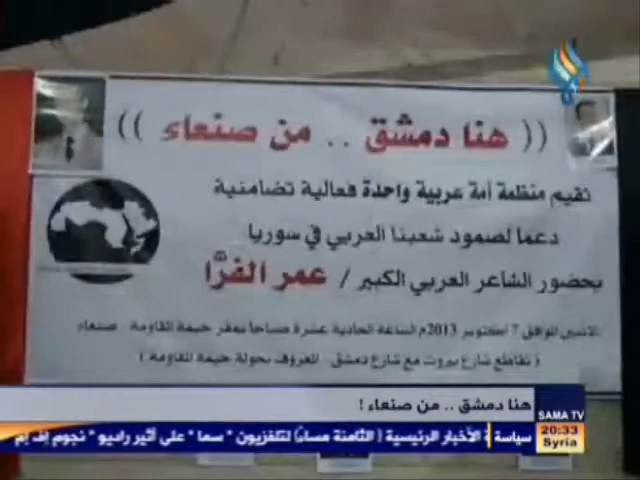 (( هنا دمشق .. من صنعاء ))
تقيم منظمة أمة عربية واحدة فعالية تضامنية
دعما لصمود شعبنا العربي في سوريا
بحضور الشاعر العربي الكبير / عمر الفرَّا
الاثنين الموافق 7 اكتوبر 2013م الساعة الحادية عشرة صباحاً بمقر خيمة المقاومة - صنعاء
( تقاطع شارع بيروت مع شارع دمشق - المعروف بجولة خيمة المقاومة )
هنا دمشق .. من صنعاء !
SAMA TV
20:33
Syria
سياسة
الأخبار الرئيسية ( الثامنة مساءً) لتلفزيون " سما " على أثير راديو " نجوم إف إم